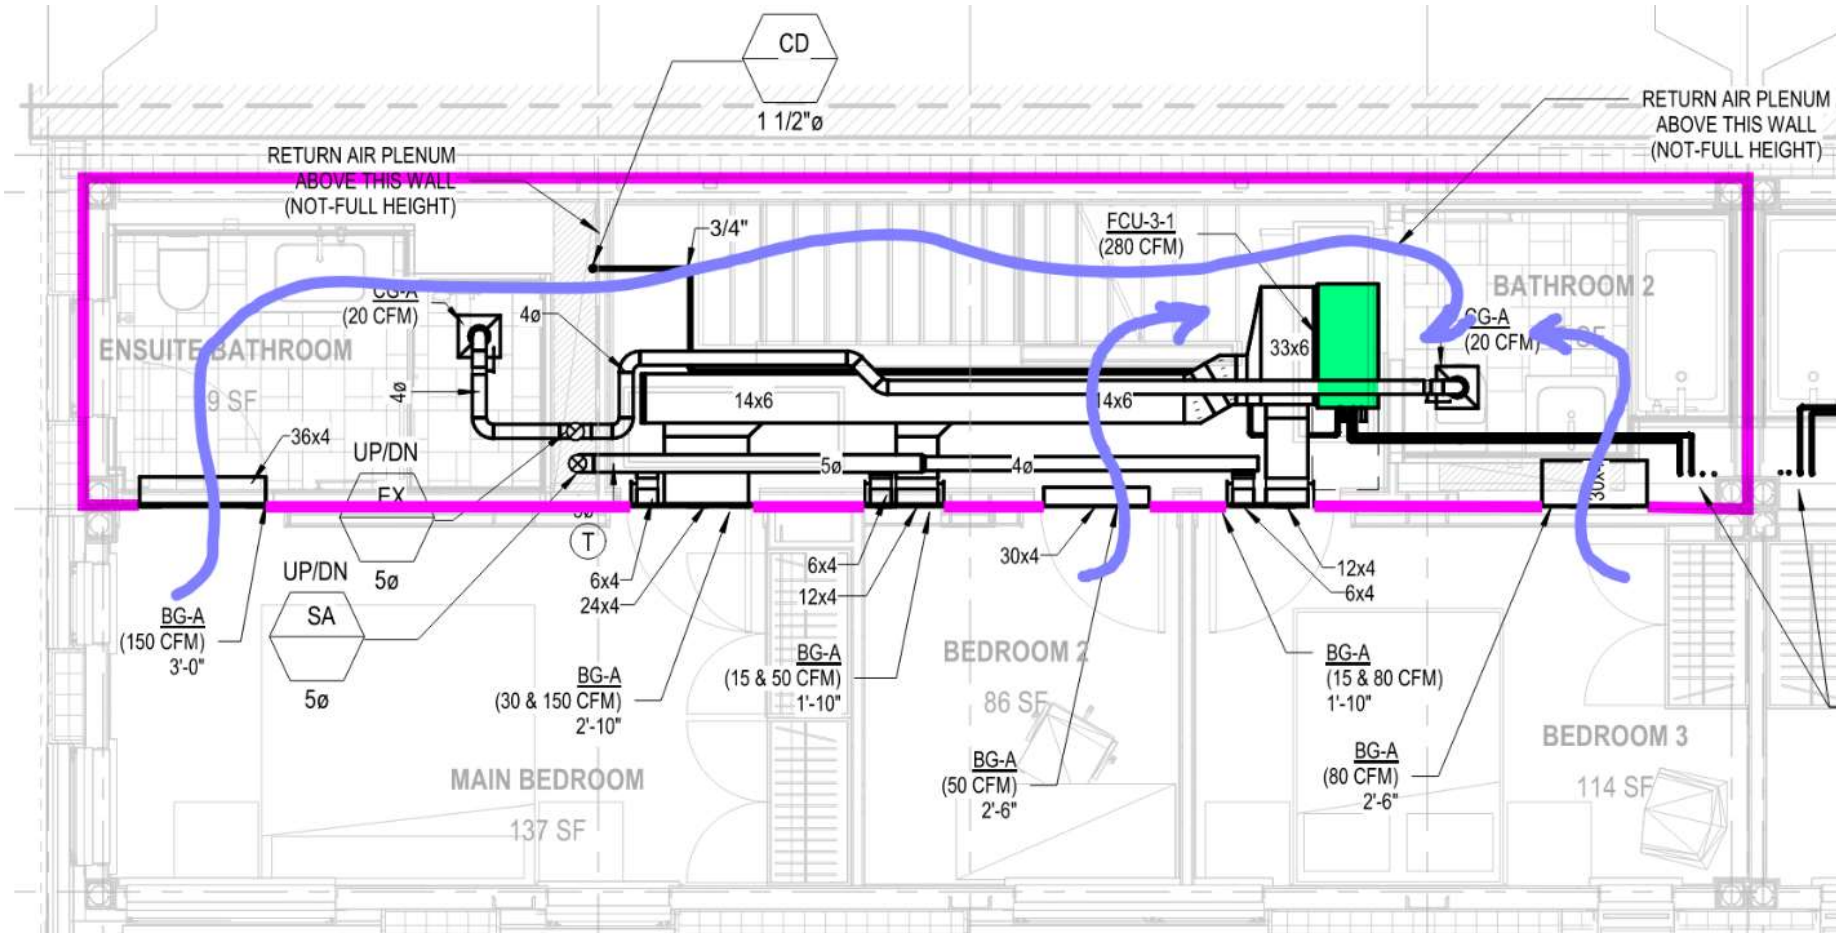 CD
1 1/2"ø
RETURN AIR PLENUM
ABOVE THIS WALL
(NOT-FULL HEIGHT)
RETURN AIR PLENUM
ABOVE THIS WALL
(NOT-FULL HEIGHT)
3/4"
FCU-3-1
(280 CFM)
BATHROOM 2
CG-A
(20 CFM)
4ø
CG-A
(20 CFM)
SF
ENSUITE BATHROOM
9 SF
4ø
33x6
14x6
14x6
36x4
UP/DN
EX
5ø
5ø
4ø
30x4
T
UP/DN
SA
5ø
6x4
24x4
6x4
12x4
30x4
12x4
6x4
BG-A
(150 CFM)
3'-0"
BG-A
(30 & 150 CFM)
2'-10"
BG-A
(15 & 50 CFM)
1'-10"
BEDROOM 2
86 SF
BG-A
(15 & 80 CFM)
1'-10"
BG-A
(50 CFM)
2'-6"
BG-A
(80 CFM)
2'-6"
BEDROOM 3
114 SF
MAIN BEDROOM
137 SF